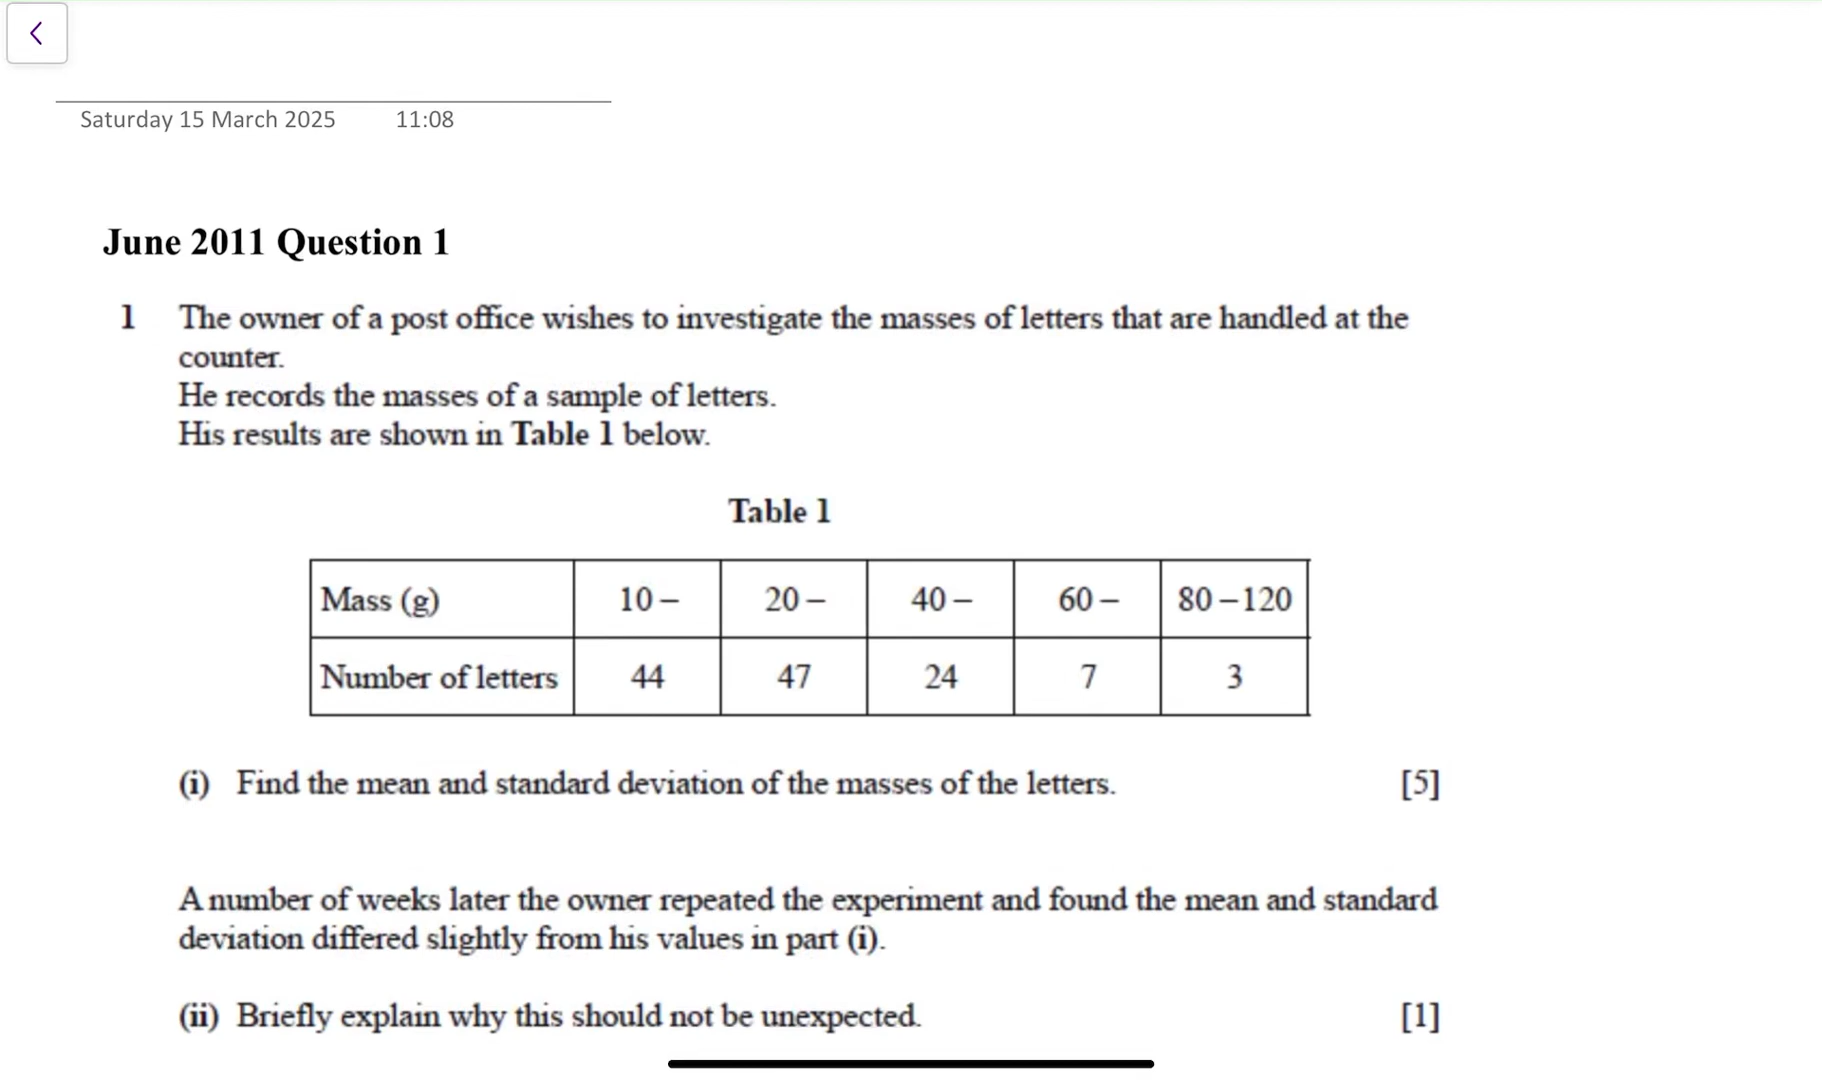 Saturday 15 March 2025 11:08
June 2011 Question 1
1 The owner of a post office wishes to investigate the masses of letters that are handled at the
counter.
He records the masses of a sample of letters.
His results are shown in Table 1 below.
Table 1
Mass (g) 10 – 20 – 40 – 60 – 80 – 120
Number of letters 44 47 24 7 3
(i) Find the mean and standard deviation of the masses of the letters. [5]
A number of weeks later the owner repeated the experiment and found the mean and standard
deviation differed slightly from his values in part (i).
(ii) Briefly explain why this should not be unexpected. [1]